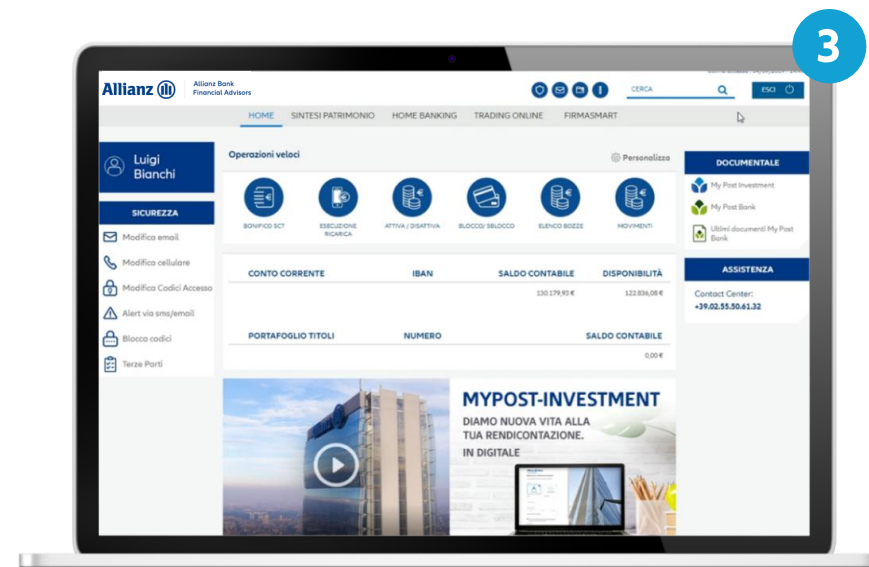 3
Allianz
Allianz Bank
Financial Advisors
CERCA
ESCI
HOME SINTESI PATRIMONIO HOME BANKING TRADING ONLINE FIRMASMART
Luigi
Bianchi
SICUREZZA
Modifica email
Modifica cellulare
Modifica Codici Accesso
Alert via sms/email
Blocca codici
Terze Parti
Operazioni veloci
Personalizza
BONIFICO SCT
ESECUZIONE
RICARICA
ATTIVA / DISATTIVA
BLOCCO/ SBLOCCO
ELENCO BOZZE
MOVIMENTI
CONTO CORRENTE IBAN SALDO CONTABILE DISPONIBILITÀ
130.179,93 € 122.836,08 €
PORTAFOGLIO TITOLI NUMERO SALDO CONTABILE
0,00 €
MYPOST-INVESTMENT
DIAMO NUOVA VITA ALLA
TUA RENDICONTAZIONE.
IN DIGITALE
DOCUMENTALE
My Post Investment
My Post Bank
Ultimi documenti My Post
Bank
ASSISTENZA
Contact Center:
+39.02.55.50.61.32